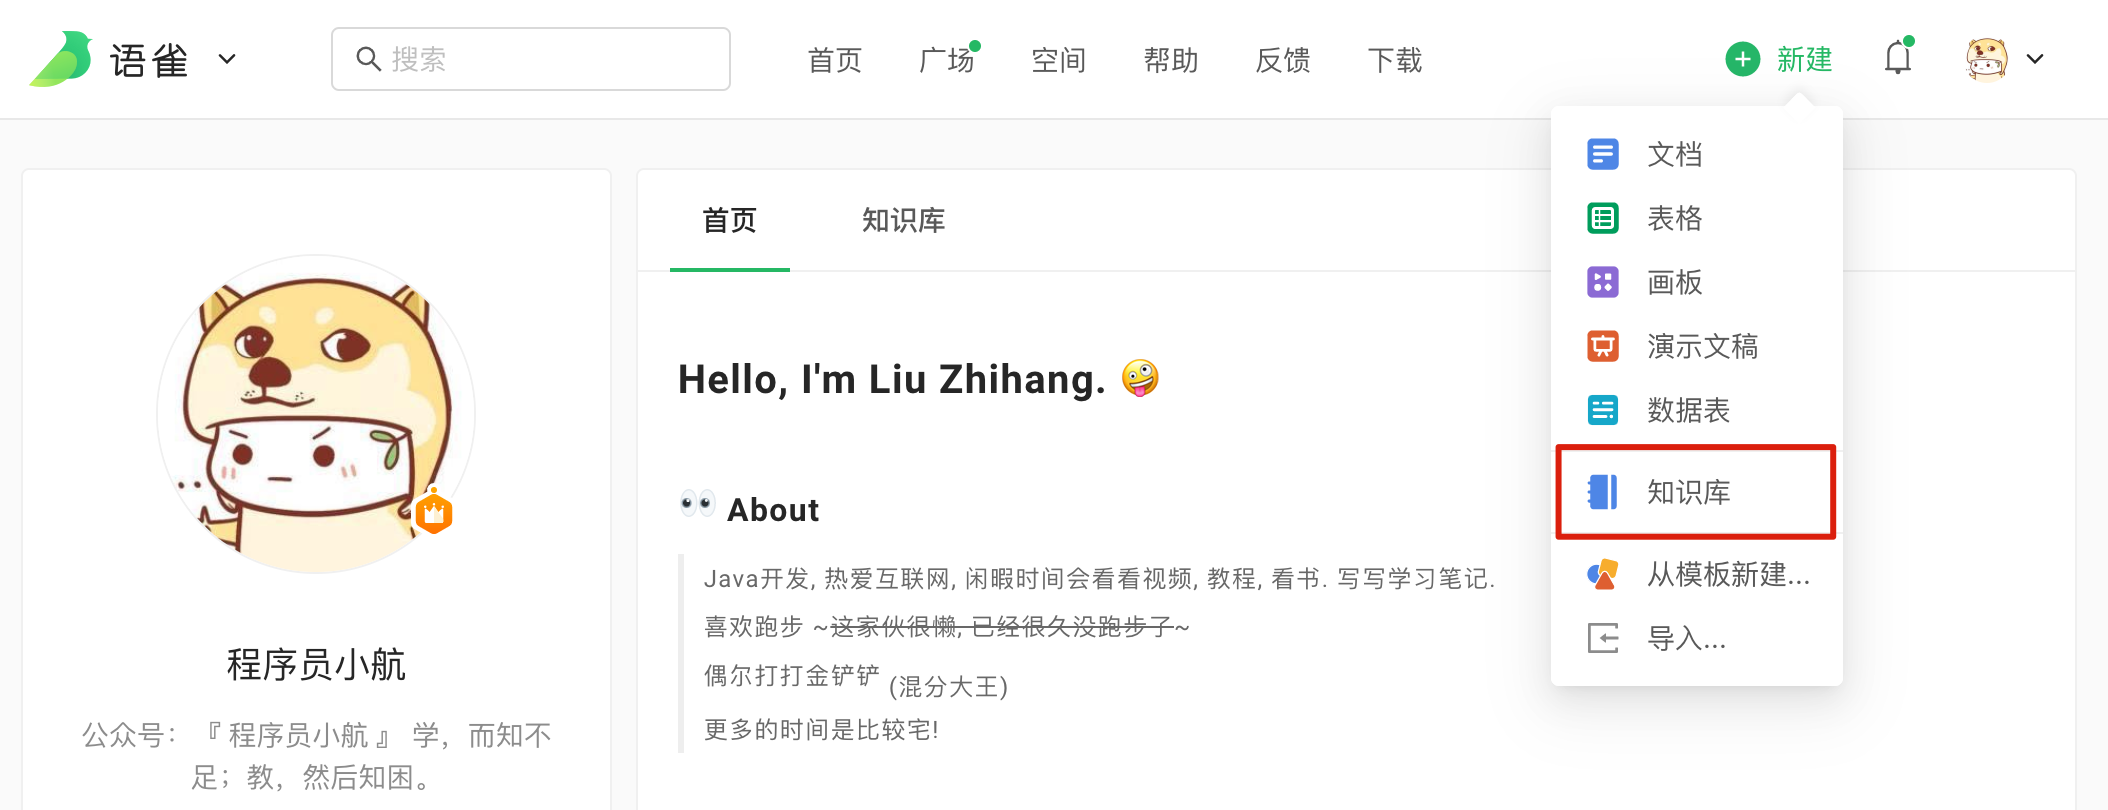 语雀
搜索
首页 广场 空间 帮助 反馈 下载
新建
文档
表格
画板
演示文稿
数据表
知识库
从模板新建...
导入...
程序员小航
公众号：『 程序员小航 』 学，而知不
足；教，然后知困。
首页 知识库
Hello, I'm Liu Zhihang. 🤪
👀 About
Java开发, 热爱互联网, 闲暇时间会看看视频, 教程, 看书. 写写学习笔记.
喜欢跑步 ~这家伙很懒, 已经很久没跑步了~
偶尔打打金铲铲 (混分大王)
更多的时间是比较宅!